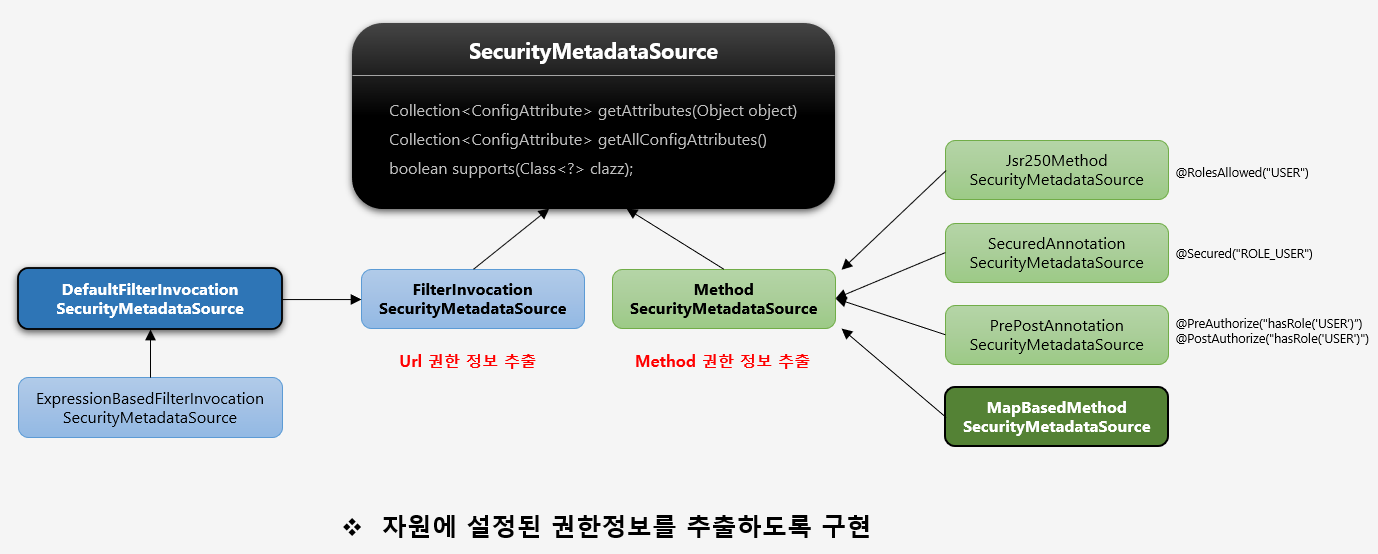 SecurityMetadataSource
Collection<ConfigAttribute> getAttributes(Object object)
Collection<ConfigAttribute> getAllConfigAttributes()
boolean supports(Class<?> clazz);
DefaultFilterInvocation
SecurityMetadataSource
ExpressionBasedFilterInvocation
SecurityMetadataSource
FilterInvocation
SecurityMetadataSource
Url 권한 정보 추출
Method
SecurityMetadataSource
Method 권한 정보 추출
Jsr250Method
SecurityMetadataSource
@RolesAllowed("USER")
SecuredAnnotation
SecurityMetadataSource
@Secured("ROLE_USER")
PrePostAnnotation
SecurityMetadataSource
@PreAuthorize("hasRole('USER')")
@PostAuthorize("hasRole('USER')")
MapBasedMethod
SecurityMetadataSource
❖ 자원에 설정된 권한정보를 추출하도록 구현